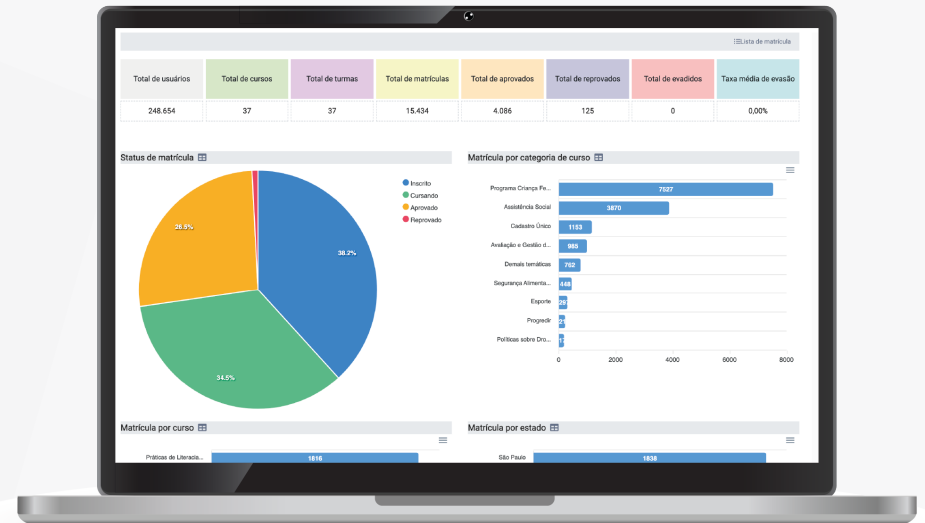 Lista de matrícula
Total de usuários Total de cursos Total de turmas Total de matrículas Total de aprovados Total de reprovados Total de evadidos Taxa média de evasão
248.654 37 37 15.434 4.086 125 0 0,00%
Status de matrícula
Inscrito
Cursando
Aprovado
Reprovado
26.5%
38.2%
34.5%
Matrícula por categoria de curso
Programa Criança Fe... 7527
Assistência Social 3870
Cadastro Único 1153
Avaliação e Gestão d... 985
Demais temáticas 762
Segurança Alimenta... 448
Esporte 297
Progredir
Políticas sobre Dro...
0 2000 4000 6000 8000
Matrícula por curso
Práticas de Literacia... 1816
Matrícula por estado
São Paulo 1838